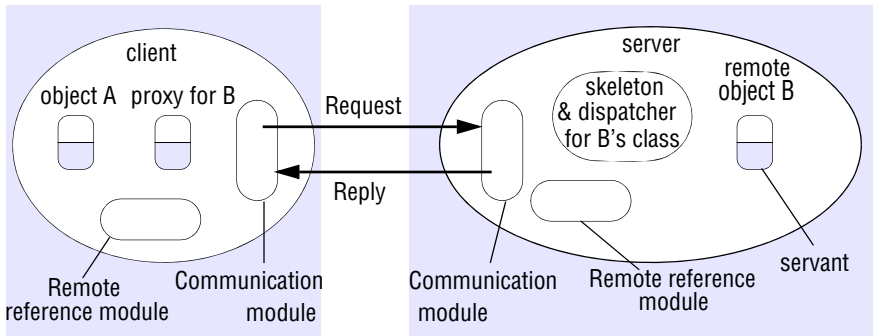 client
object A
proxy for B
Remote
reference module
Communication
module
Request
Reply
server
skeleton
& dispatcher
for B's class
remote
object B
Communication
module
Remote reference
module
servant